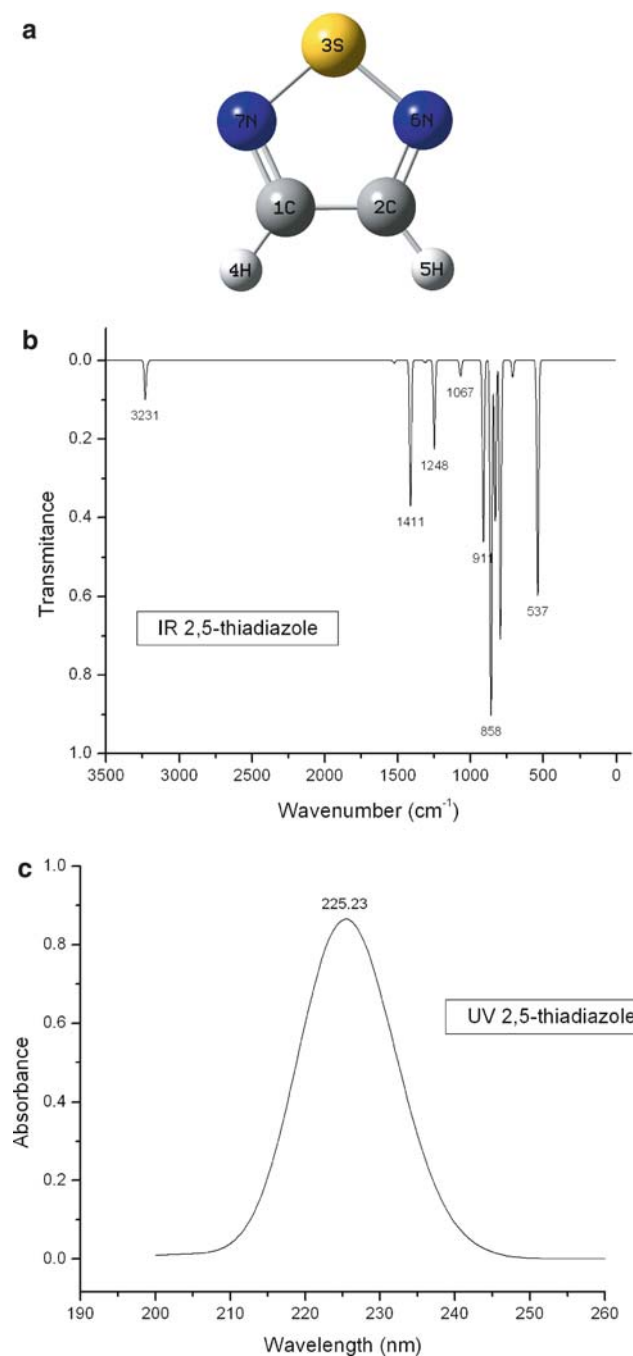 a
3S
7N
6N
1C
2C
4H
5H
b
0.0
0.2
0.4
0.6
0.8
1.0
Transmitance
3231
1411
1248
1067
911
858
537
IR 2,5-thiadiazole
3500 3000 2500 2000 1500 1000 500 0
Wavenumber (cm⁻¹)
c
1.0
0.8
0.6
0.4
0.2
0.0
Absorbance
225.23
UV 2,5-thiadiazole
190 200 210 220 230 240 250 260
Wavelength (nm)